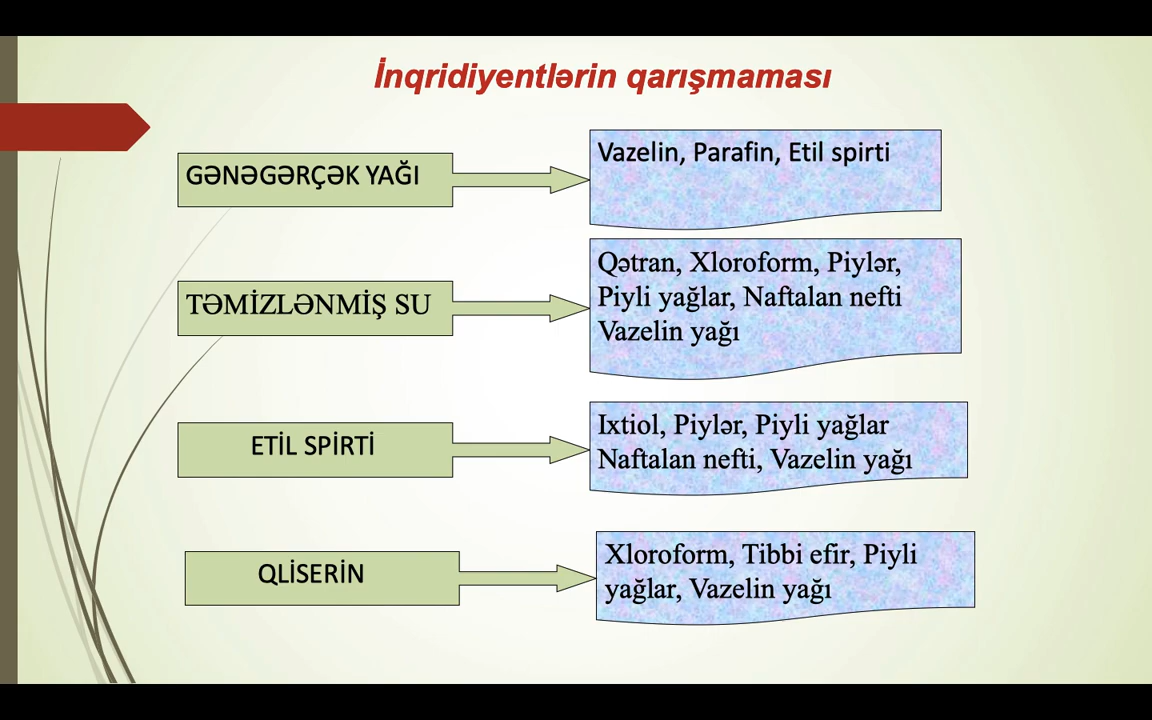 İnqridiyentlərin qarışmaması
GƏNƏGƏRÇƏK YAĞI
Vazelin, Parafin, Etil spirti
TƏMİZLƏNMİŞ SU
Qətran, Xloroform, Piylər,
Piyli yağlar, Naftalan nefti
Vazelin yağı
ETİL SPİRTİ
Ixtiol, Piylər, Piyli yağlar
Naftalan nefti, Vazelin yağı
QLİSERİN
Xloroform, Tibbi efir, Piyli
yağlar, Vazelin yağı